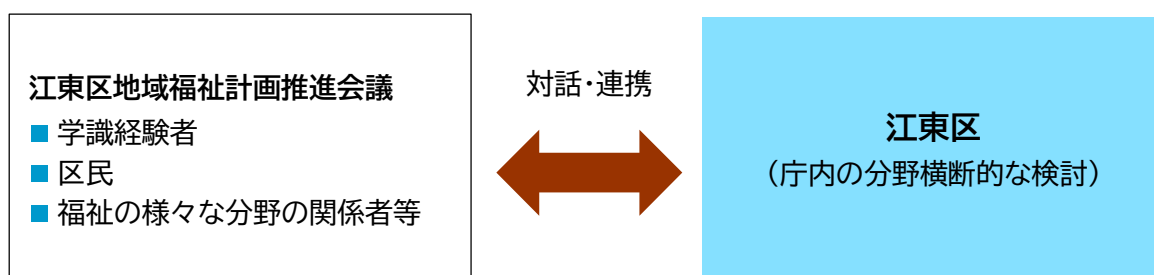 江東区地域福祉計画推進会議
学識経験者
区民
福祉の様々な分野の関係者等
対話・連携
江東区
（庁内の分野横断的な検討）